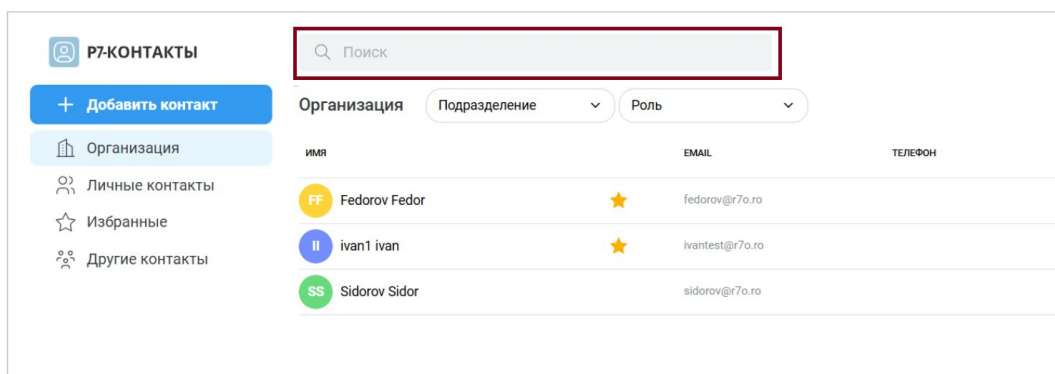 Р7-КОНТАКТЫ
Поиск
+ Добавить контакт
Организация
Личные контакты
Избранные
Другие контакты
Организация Подразделение Роль
ИМЯ EMAIL ТЕЛЕФОН
FF Fedorov Fedor fedorov@r7o.ro
II ivan1 ivan ivantest@r7o.ro
SS Sidorov Sidor sidorov@r7o.ro